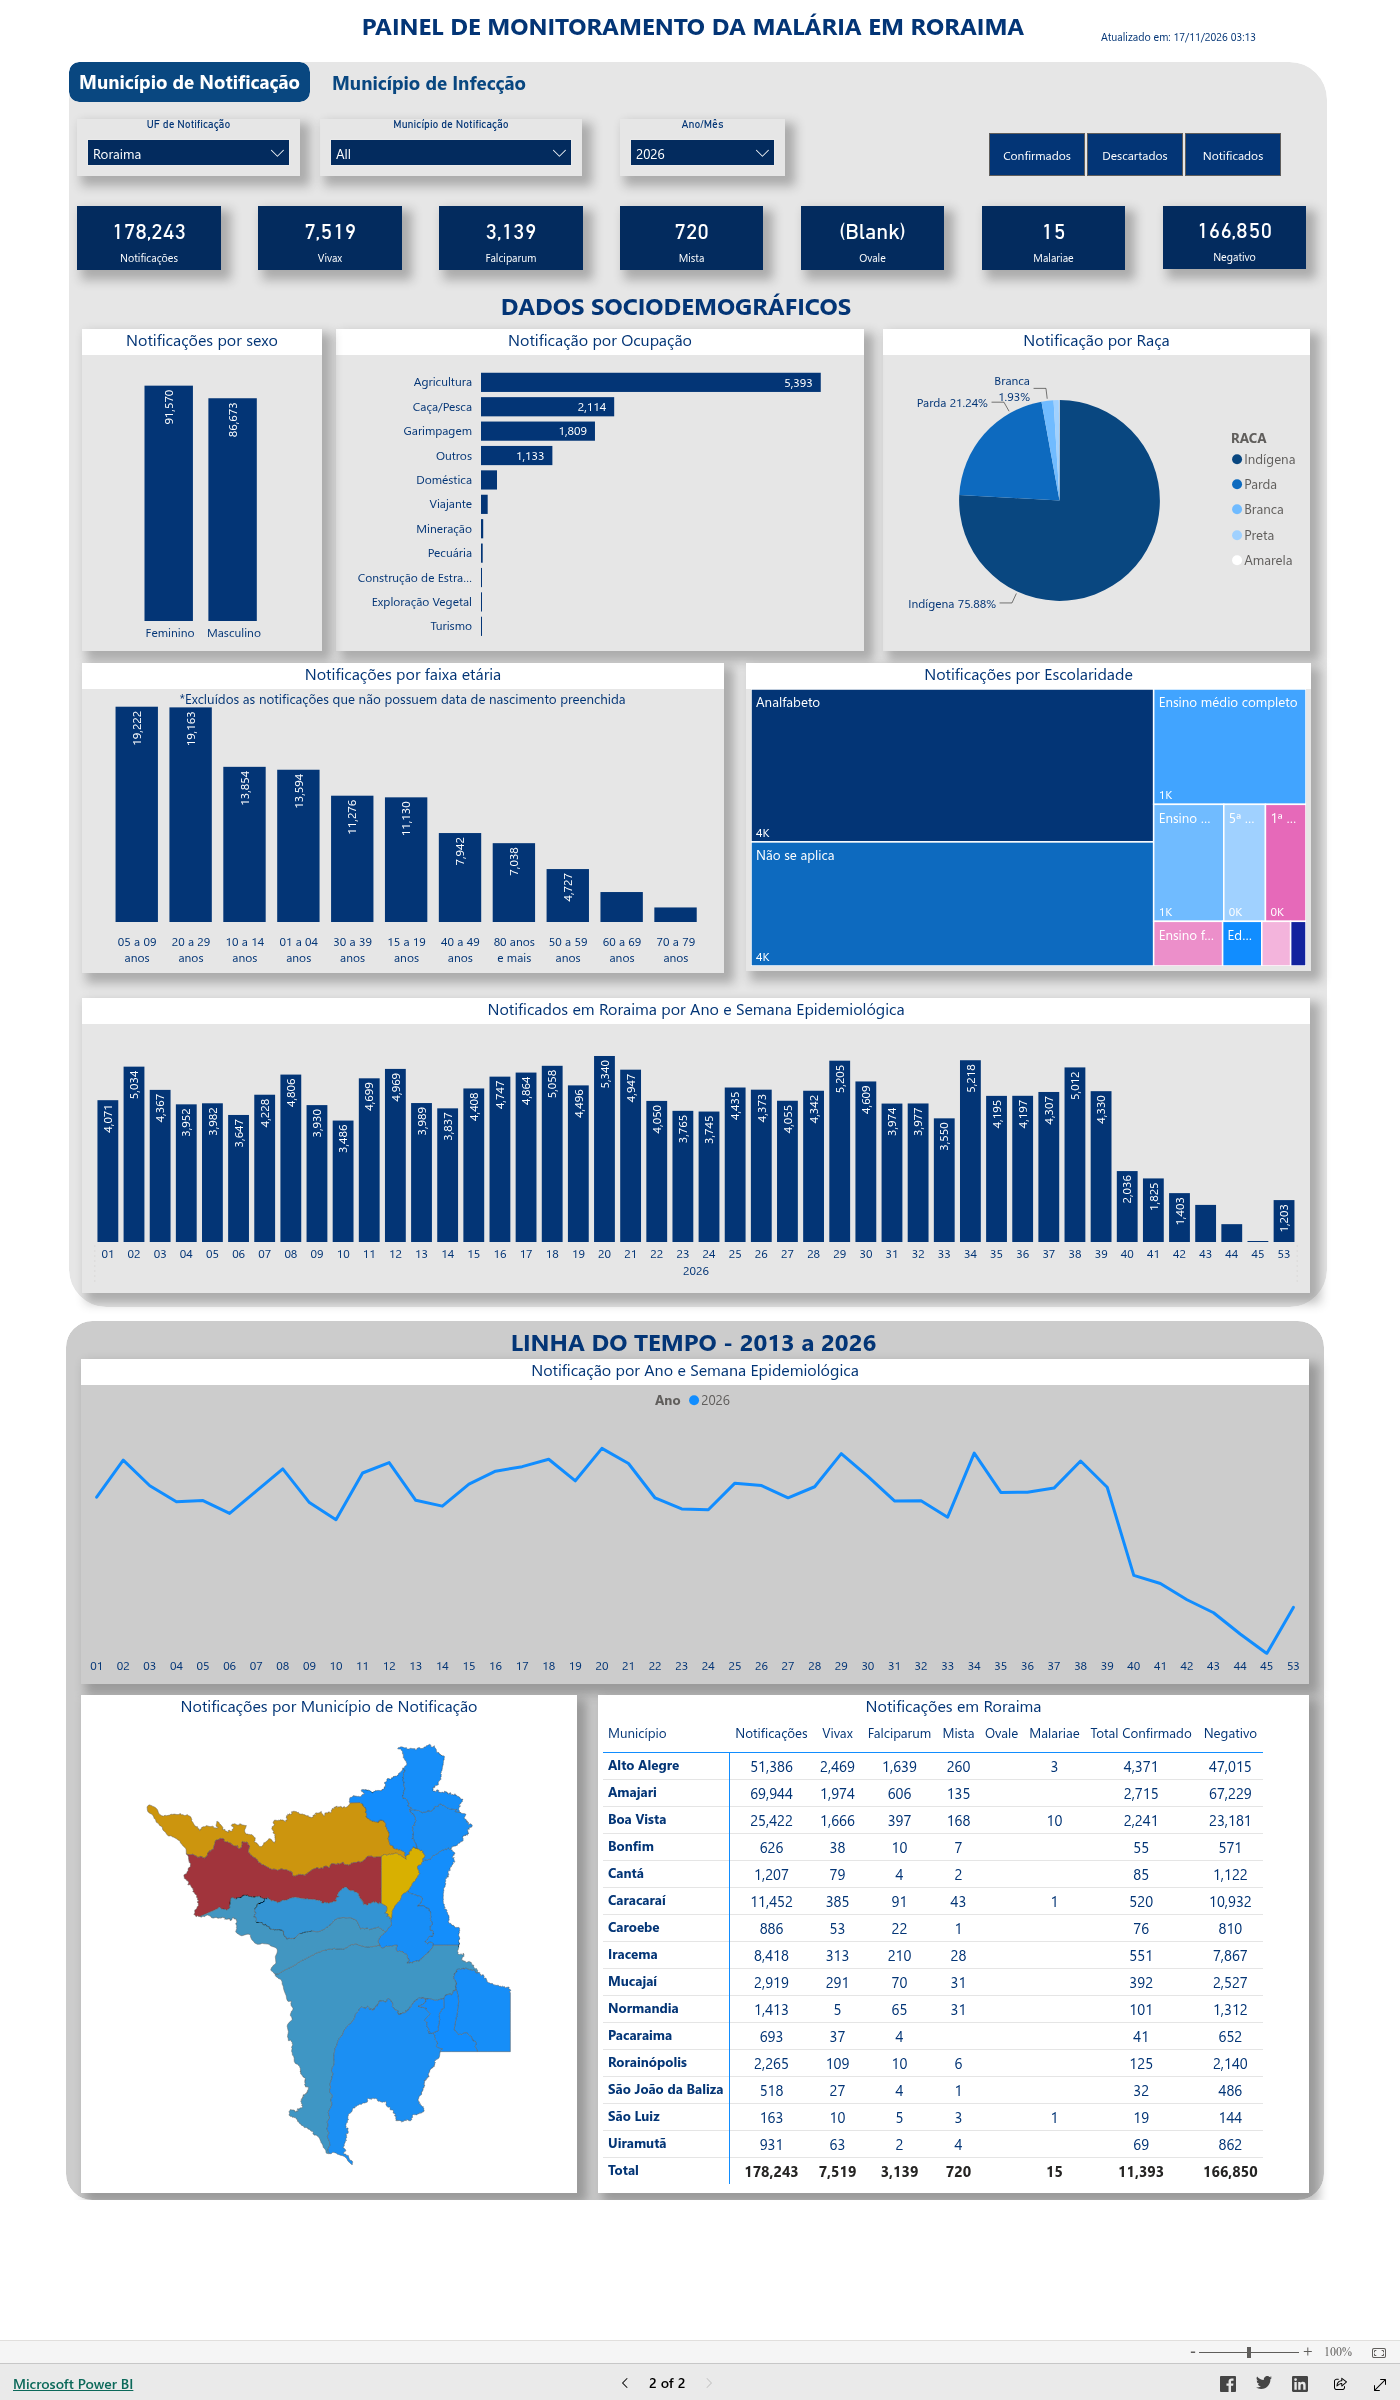 PAINEL DE MONITORAMENTO DA MALÁRIA EM RORAIMA
Atualizado em: 17/11/2026 03:13
Município de Notificação
Município de Infecção
UF de Notificação
Município de Notificação
Ano/Mês
Roraima
All
2026
Confirmados
Descartados
Notificados
178,243
Notificações
7,519
Vivax
3,139
Falciparum
720
Mista
(Blank)
Ovale
15
Malariae
166,850
Negativo
DADOS SOCIODEMOGRÁFICOS
Notificações por sexo
91,570
86,673
Feminino
Masculino
Notificação por Ocupação
Agricultura 5,393
Caça/Pesca 2,114
Garimpagem 1,809
Outros 1,133
Doméstica
Viajante
Mineração
Pecuária
Construção de Estra...
Exploração Vegetal
Turismo
Notificação por Raça
Branca
1.93%
Parda 21.24%
Indígena 75.88%
RACA
Indígena
Parda
Branca
Preta
Amarela
Notificações por faixa etária
*Excluídos as notificações que não possuem data de nascimento preenchida
19,222
19,163
13,854
13,594
11,276
11,130
7,942
7,038
4,727
05 a 09 anos
20 a 29 anos
10 a 14 anos
01 a 04 anos
30 a 39 anos
15 a 19 anos
40 a 49 anos
80 anos e mais
50 a 59 anos
60 a 69 anos
70 a 79 anos
Notificações por Escolaridade
Analfabeto
4K
Não se aplica
4K
Ensino médio completo
1K
Ensino ...
1K
5ª ...
0K
1ª ...
0K
Ensino f...
Ed...
Notificados em Roraima por Ano e Semana Epidemiológica
4,071 5,034 4,367 3,952 3,982 3,647 4,228 4,806 3,930 3,486 4,699 4,969 3,989 3,837 4,408 4,747 4,864 5,058 4,496 5,340 4,947 4,050 3,765 3,745 4,435 4,373 4,055 4,342 5,205 4,609 3,974 3,977 3,550 5,218 4,195 4,197 4,307 5,012 4,330 2,036 1,825 1,403 1,203
01 02 03 04 05 06 07 08 09 10 11 12 13 14 15 16 17 18 19 20 21 22 23 24 25 26 27 28 29 30 31 32 33 34 35 36 37 38 39 40 41 42 43 44 45 53
2026
LINHA DO TEMPO - 2013 a 2026
Notificação por Ano e Semana Epidemiológica
Ano 2026
01 02 03 04 05 06 07 08 09 10 11 12 13 14 15 16 17 18 19 20 21 22 23 24 25 26 27 28 29 30 31 32 33 34 35 36 37 38 39 40 41 42 43 44 45 53
Notificações por Município de Notificação
Notificações em Roraima
Município Notificações Vivax Falciparum Mista Ovale Malariae Total Confirmado Negativo
Alto Alegre 51,386 2,469 1,639 260 3 4,371 47,015
Amajari 69,944 1,974 606 135 2,715 67,229
Boa Vista 25,422 1,666 397 168 10 2,241 23,181
Bonfim 626 38 10 7 55 571
Cantá 1,207 79 4 2 85 1,122
Caracaraí 11,452 385 91 43 1 520 10,932
Caroebe 886 53 22 1 76 810
Iracema 8,418 313 210 28 551 7,867
Mucajaí 2,919 291 70 31 392 2,527
Normandia 1,413 5 65 31 101 1,312
Pacaraima 693 37 4 41 652
Rorainópolis 2,265 109 10 6 125 2,140
São João da Baliza 518 27 4 1 32 486
São Luiz 163 10 5 3 1 19 144
Uiramutã 931 63 2 4 69 862
Total 178,243 7,519 3,139 720 15 11,393 166,850
- + 100%
Microsoft Power BI
2 of 2